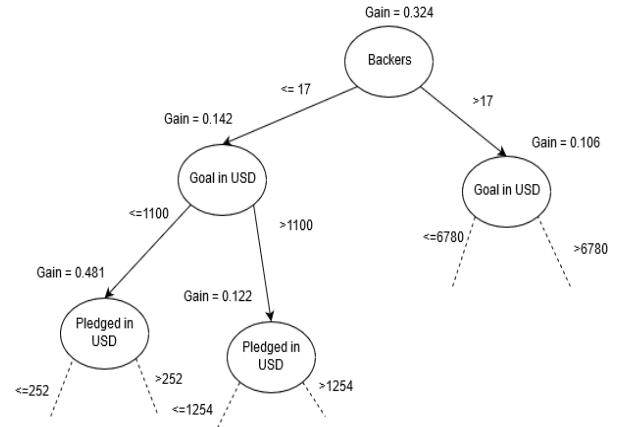 Gain = 0.324
Backers
<= 17
>17
Gain = 0.142
Gain = 0.106
Goal in USD
Goal in USD
<=1100
>1100
<=6780
>6780
Gain = 0.481
Gain = 0.122
Pledged in
USD
Pledged in
USD
<=252
>252
<=1254
>1254